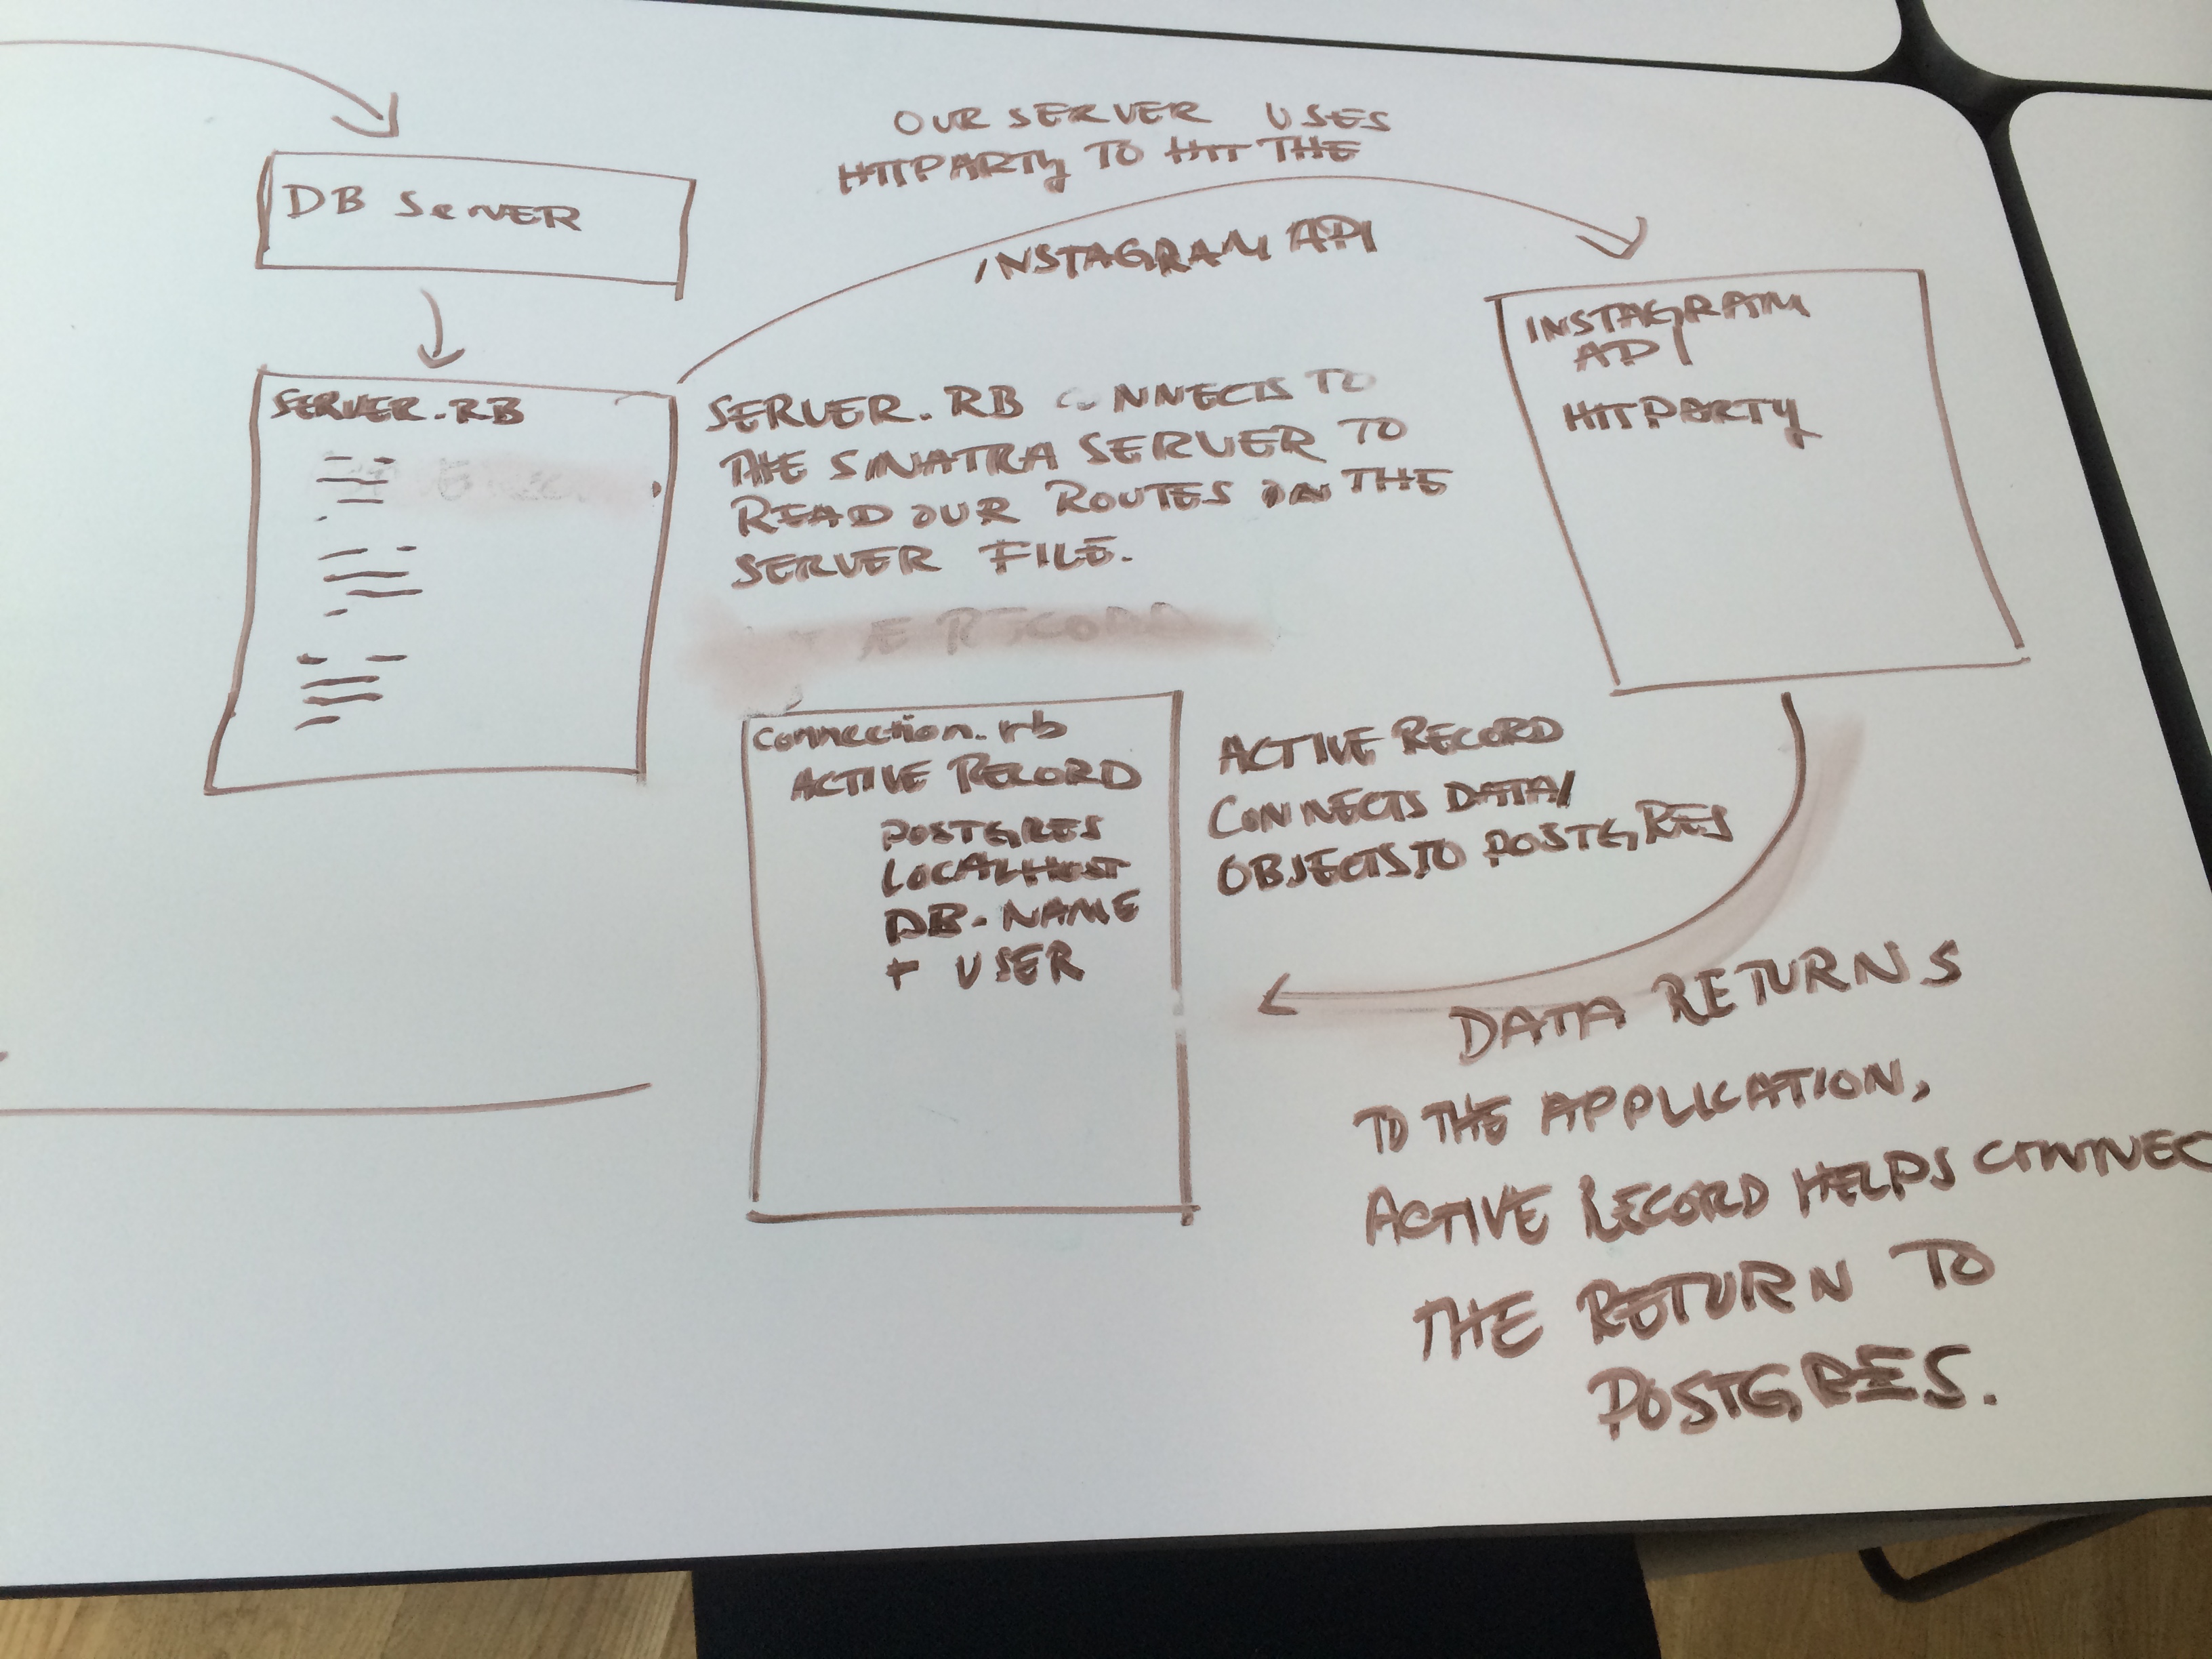 DB SERVER
OUR SERVER USES
HTTPARTY TO HIT THE
INSTAGRAM API
SERVER.RB
SERVER.RB CONNECTS TO
THE SINATRA SERVER TO
READ OUR ROUTES ON THE
SERVER FILE.
RECORD
INSTAGRAM
API
HTTPARTY
Connection.rb
ACTIVE RECORD
POSTGRES
LOCALHOST
DB-NAME
+ USER
ACTIVE RECORD
CONNECTS DATA/
OBJECTS TO POSTGRES
DATA RETURNS
TO THE APPLICATION,
ACTIVE RECORD HELPS CONNEC
THE RETURN TO
POSTGRES.